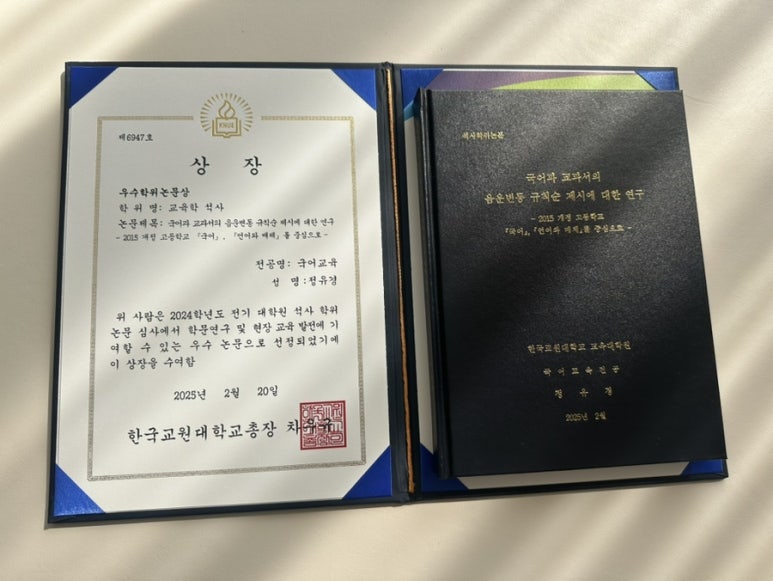 KNUE
제6947호
상 장
우수학위논문상
학 위 명: 교육학 석사
논문제목: 국어과 교과서의 음운변동 규칙순 제시에 대한 연구
- 2015 개정 고등학교 「국어」, 「언어와 매체」를 중심으로 -
전공명: 국어교육
성 명: 정유경
위 사람은 2024학년도 전기 대학원 석사 학위
논문 심사에서 학문연구 및 현장 교육 발전에 기
여할 수 있는 우수 논문으로 선정되었기에
이 상장을 수여함
2025년 2월 20일
한국교원대학교총장 차우규
석사학위논문
국어과 교과서의
음운변동 규칙순 제시에 대한 연구
- 2015 개정 고등학교
「국어」, 「언어와 매체」를 중심으로 -
한국교원대학교 교육대학원
국 어 교 육 전 공
정 유 경
2025년 2월